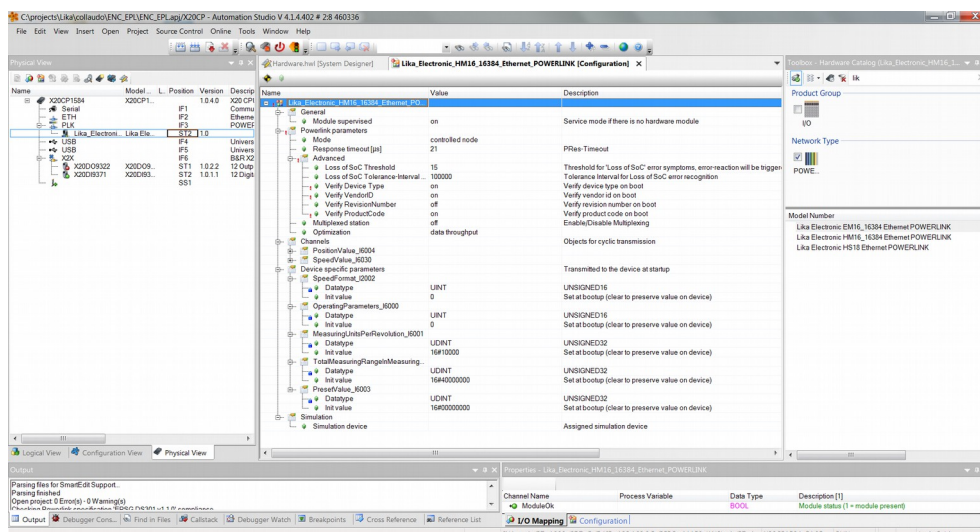 C:\projects\Lika\collaudo\ENC_EPL\ENC_EPL.apj/X20CP - Automation Studio V 4.1.4.402 # 2:8 460336
File Edit View Insert Open Project Source Control Online Tools Window Help
Physical View
Hardware.hwl [System Designer] Lika_Electronic_HM16_16384_Ethernet_POWERLINK [Configuration] X
Toolbox - Hardware Catalog (Lika_Electronic_HM16_1...
Name Model... L.. Position Version Descrip
X20CP1584 X20CP1... 1.0.4.0 X20 CPU
Serial IF1 Commu
ETH IF2 Etherne
PLK IF3 POWER
Lika_Electroni... Lika Ele... ST2 1.0
USB IF4 Univers
USB IF5 Univers
X2X IF6 B&R X2
X20DO9322 X20DO9... ST1 1.0.2.2 12 Outp
X20DI9371 X20DI93... ST2 1.0.1.1 12 Digit
SS1
Logical View Configuration View Physical View
Name Value Description
Lika_Electronic_HM16_16384_Ethernet_PO...
General
Module supervised on Service mode if there is no hardware module
Powerlink parameters
Mode controlled node
Response timeout [µs] 21 PRes-Timeout
Advanced
Loss of SoC Threshold 15 Threshold for 'Loss of SoC' error symptoms, error-reaction will be triggere
Loss of SoC Tolerance-Interval ... 100000 Tolerance Interval for Loss of SoC error recognition
Verify Device Type on Verify device type on boot
Verify VendorID on Verify vendor id on boot
Verify RevisionNumber off Verify revision number on boot
Verify ProductCode on Verify product code on boot
Multiplexed station off Enable/Disable Multiplexing
Optimization data throughput
Channels Objects for cyclic transmission
PositionValue_I6004
SpeedValue_I6030
Device specific parameters Transmitted to the device at startup
SpeedFormat_I2002
Datatype UINT UNSIGNED16
Init value 0 Set at bootup (clear to preserve value on device)
OperatingParameters_I6000
Datatype UINT UNSIGNED16
Init value 0 Set at bootup (clear to preserve value on device)
MeasuringUnitsPerRevolution_I6001
Datatype UDINT UNSIGNED32
Init value 16#10000 Set at bootup (clear to preserve value on device)
TotalMeasuringRangeInMeasuring...
Datatype UDINT UNSIGNED32
Init value 16#40000000 Set at bootup (clear to preserve value on device)
PresetValue_I6003
Datatype UDINT UNSIGNED32
Init value 16#00000000 Set at bootup (clear to preserve value on device)
Simulation
Simulation device Assigned simulation device
lik
Product Group
I/O
Network Type
POWE...
Model Number
Lika Electronic EM16_16384 Ethernet POWERLINK
Lika Electronic HM16_16384 Ethernet POWERLINK
Lika Electronic HS18 Ethernet POWERLINK
Output
Parsing files for SmartEdit Support...
Parsing finished
Open project: 0 Error(s) - 0 Warning(s)
Checking Powerlink specification 'EPSG DS301 v1.1.0' compliance
Output Debugger Cons... Find in Files Callstack Debugger Watch Breakpoints Cross Reference Reference List
Properties - Lika_Electronic_HM16_16384_Ethernet_POWERLINK
Channel Name Process Variable Data Type Description [1]
ModuleOk BOOL Module status (1 = module present)
I/O Mapping Configuration